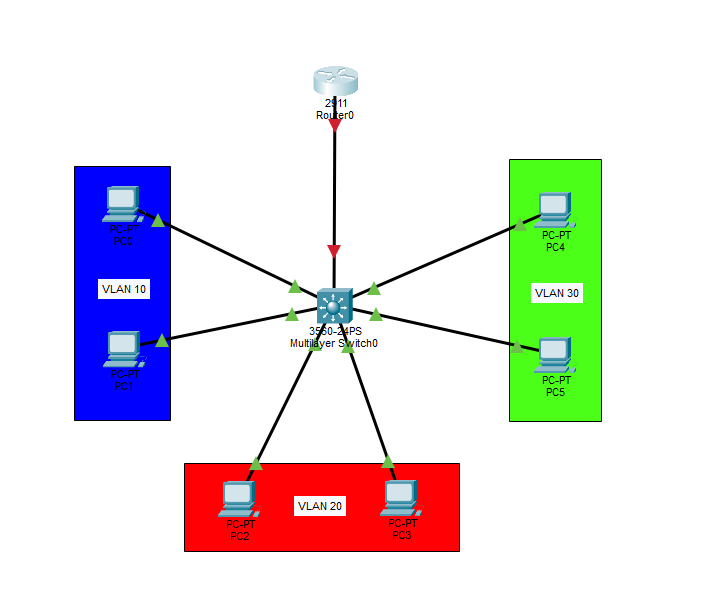 2911
Router0
PC-PT
PC0
VLAN 10
PC-PT
PC1
3560-24PS
Multilayer Switch0
PC-PT
PC4
VLAN 30
PC-PT
PC5
VLAN 20
PC-PT
PC2
PC-PT
PC3